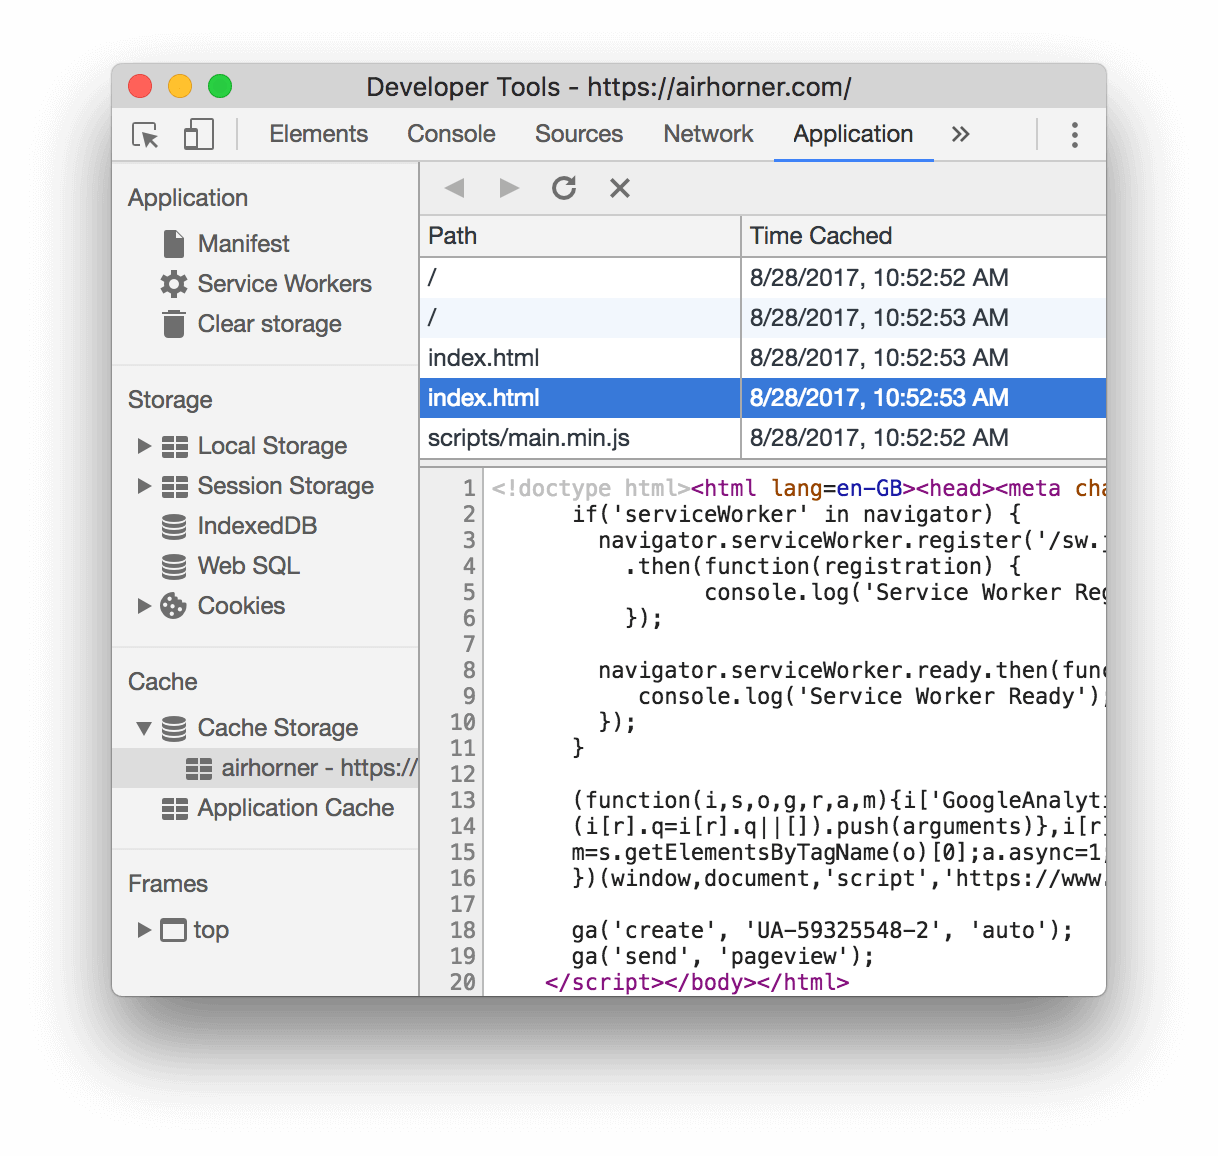 Developer Tools - https://airhorner.com/
Elements Console Sources Network Application »
Application
Manifest
Service Workers
Clear storage
Storage
Local Storage
Session Storage
IndexedDB
Web SQL
Cookies
Cache
Cache Storage
airhorner - https://
Application Cache
Frames
top
Path Time Cached
/ 8/28/2017, 10:52:52 AM
/ 8/28/2017, 10:52:53 AM
index.html 8/28/2017, 10:52:53 AM
index.html 8/28/2017, 10:52:53 AM
scripts/main.min.js 8/28/2017, 10:52:52 AM
1 <!doctype html><html lang=en-GB><head><meta cha
2 if('serviceWorker' in navigator) {
3 navigator.serviceWorker.register('/sw.j
4 .then(function(registration) {
5 console.log('Service Worker Reg
6 });
7
8 navigator.serviceWorker.ready.then(func
9 console.log('Service Worker Ready');
10 });
11 }
12
13 (function(i,s,o,g,r,a,m){i['GoogleAnalyti
14 (i[r].q=i[r].q||[]).push(arguments)},i[r]
15 m=s.getElementsByTagName(o)[0];a.async=1;
16 })(window,document,'script','https://www.
17
18 ga('create', 'UA-59325548-2', 'auto');
19 ga('send', 'pageview');
20 </script></body></html>